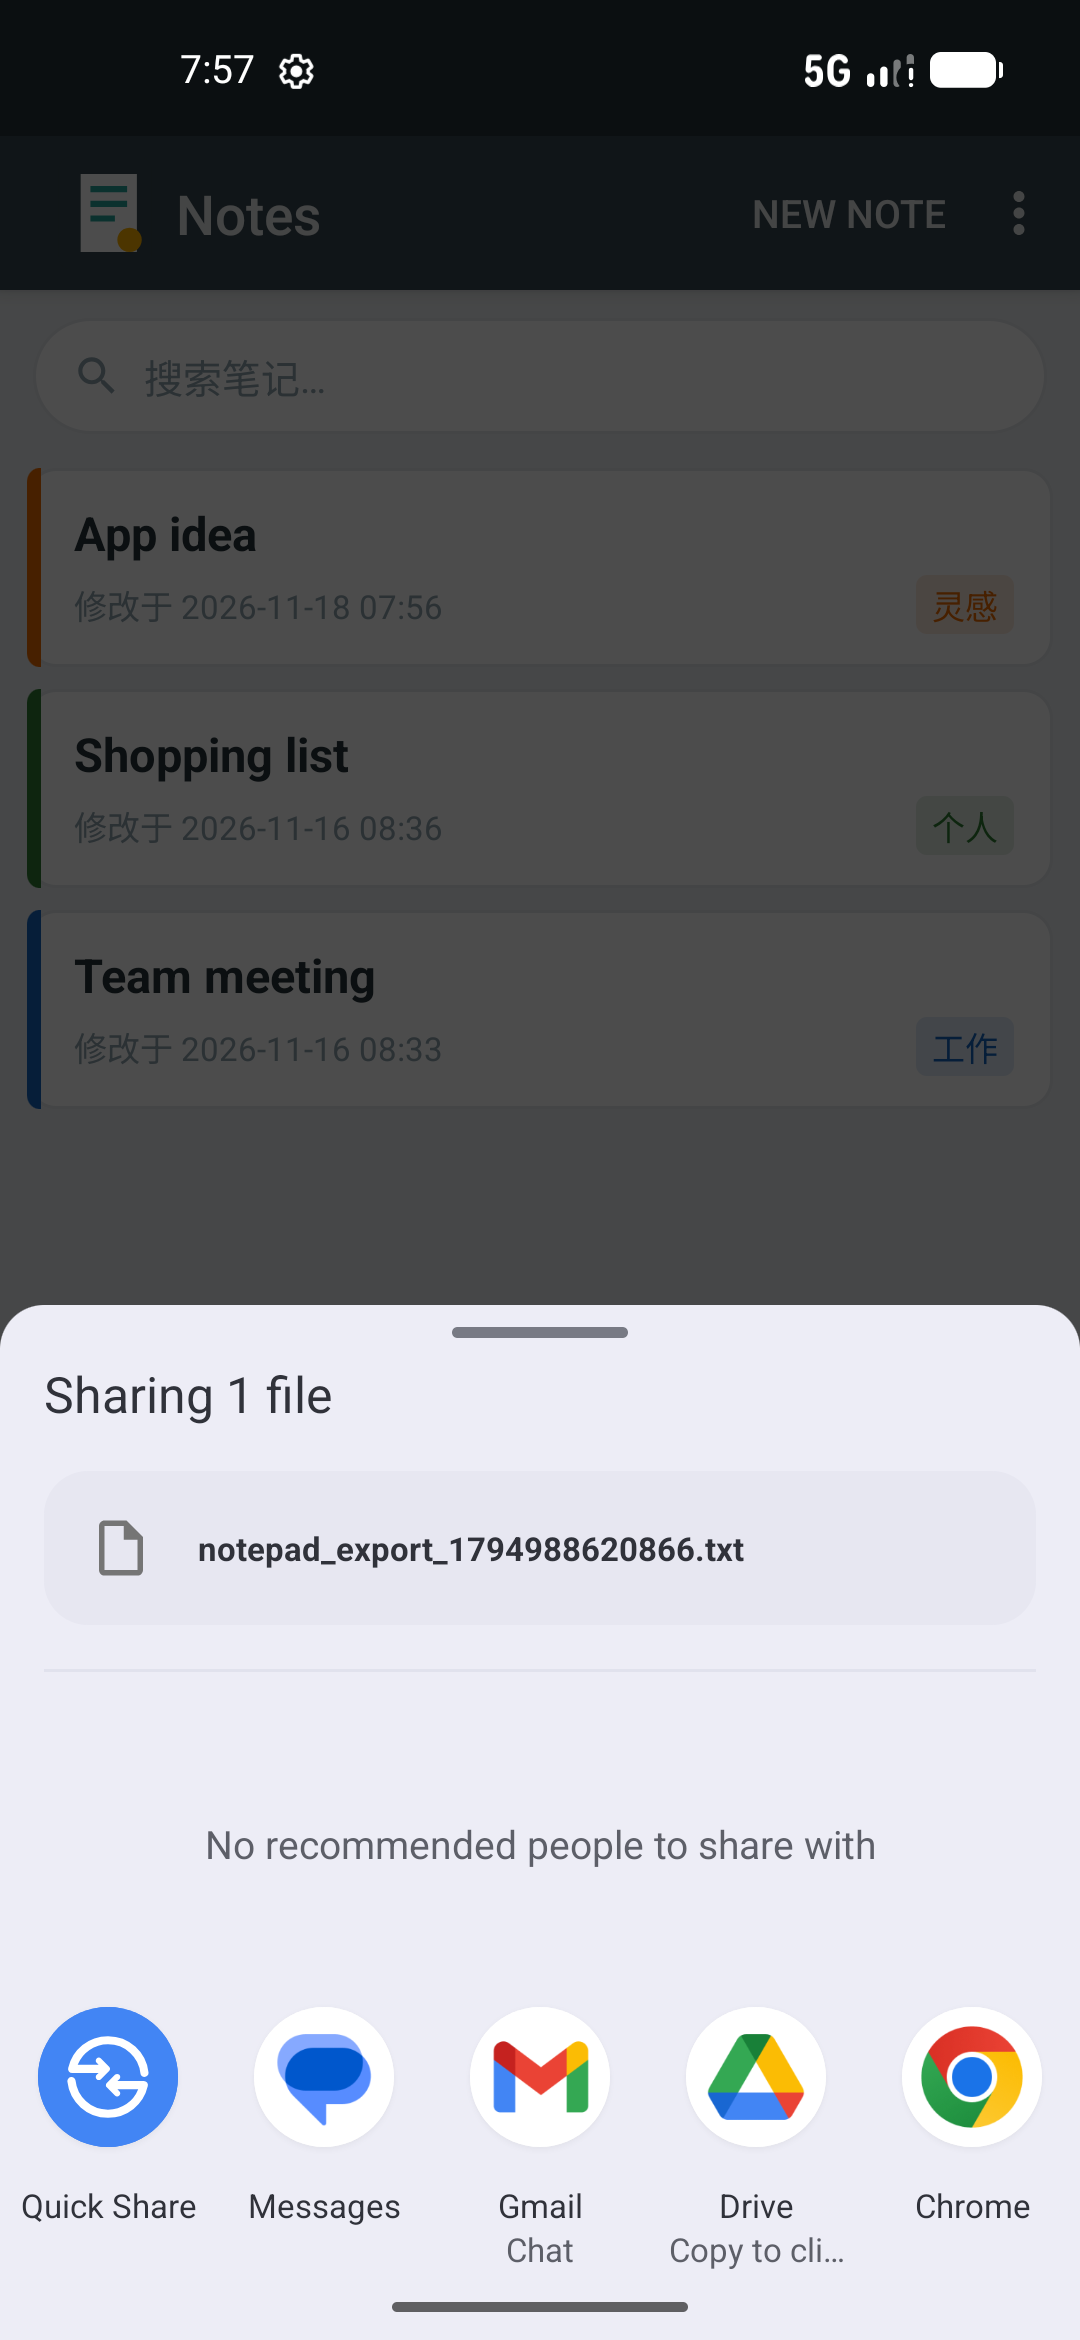 7:57
5G
Notes
NEW NOTE
搜索笔记...
App idea
修改于 2026-11-18 07:56
灵感
Shopping list
修改于 2026-11-16 08:36
个人
Team meeting
修改于 2026-11-16 08:33
工作
Sharing 1 file
notepad_export_1794988620866.txt
No recommended people to share with
Quick Share
Messages
Gmail
Chat
Drive
Copy to cli...
Chrome